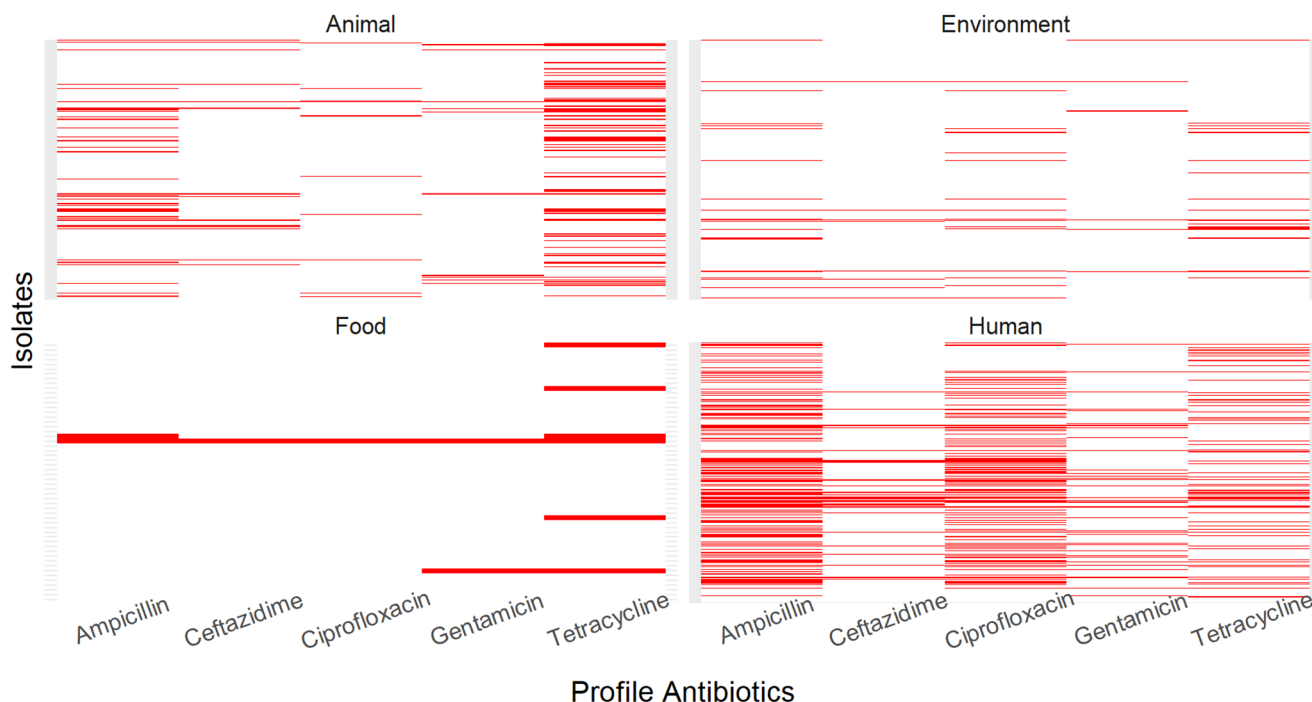 Animal
Environment
Isolates
Food
Human
Ampicillin
Ceftazidime
Ciprofloxacin
Gentamicin
Tetracycline
Ampicillin
Ceftazidime
Ciprofloxacin
Gentamicin
Tetracycline
Profile Antibiotics